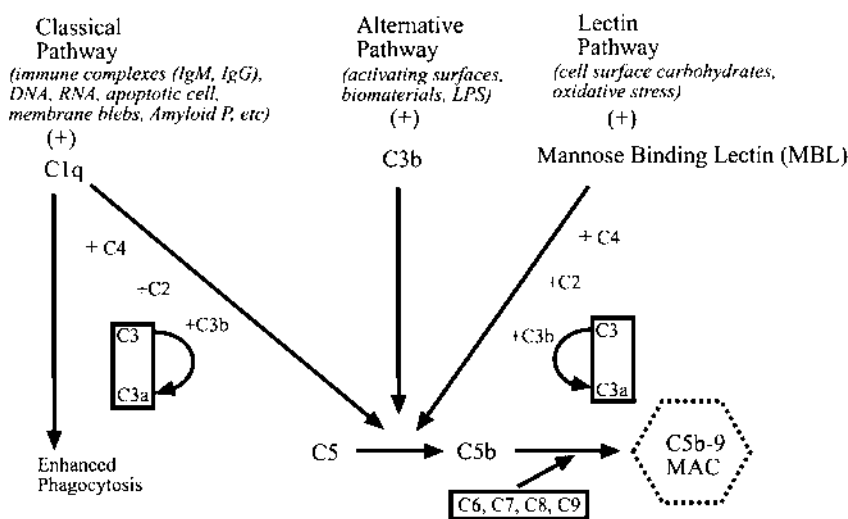 Classical
Pathway
(immune complexes (IgM, IgG),
DNA, RNA, apoptotic cell,
membrane blebs, Amyloid P, etc)
(+)
C1q
Alternative
Pathway
(activating surfaces,
biomaterials, LPS)
(+)
C3b
Lectin
Pathway
(cell surface carbohydrates,
oxidative stress)
(+)
Mannose Binding Lectin (MBL)
+ C4
+C2
+C3b
C3
C3a
+ C4
+C2
+C3b
C3
C3a
Enhanced
Phagocytosis
C5
C5b
C5b-9
MAC
C6, C7, C8, C9